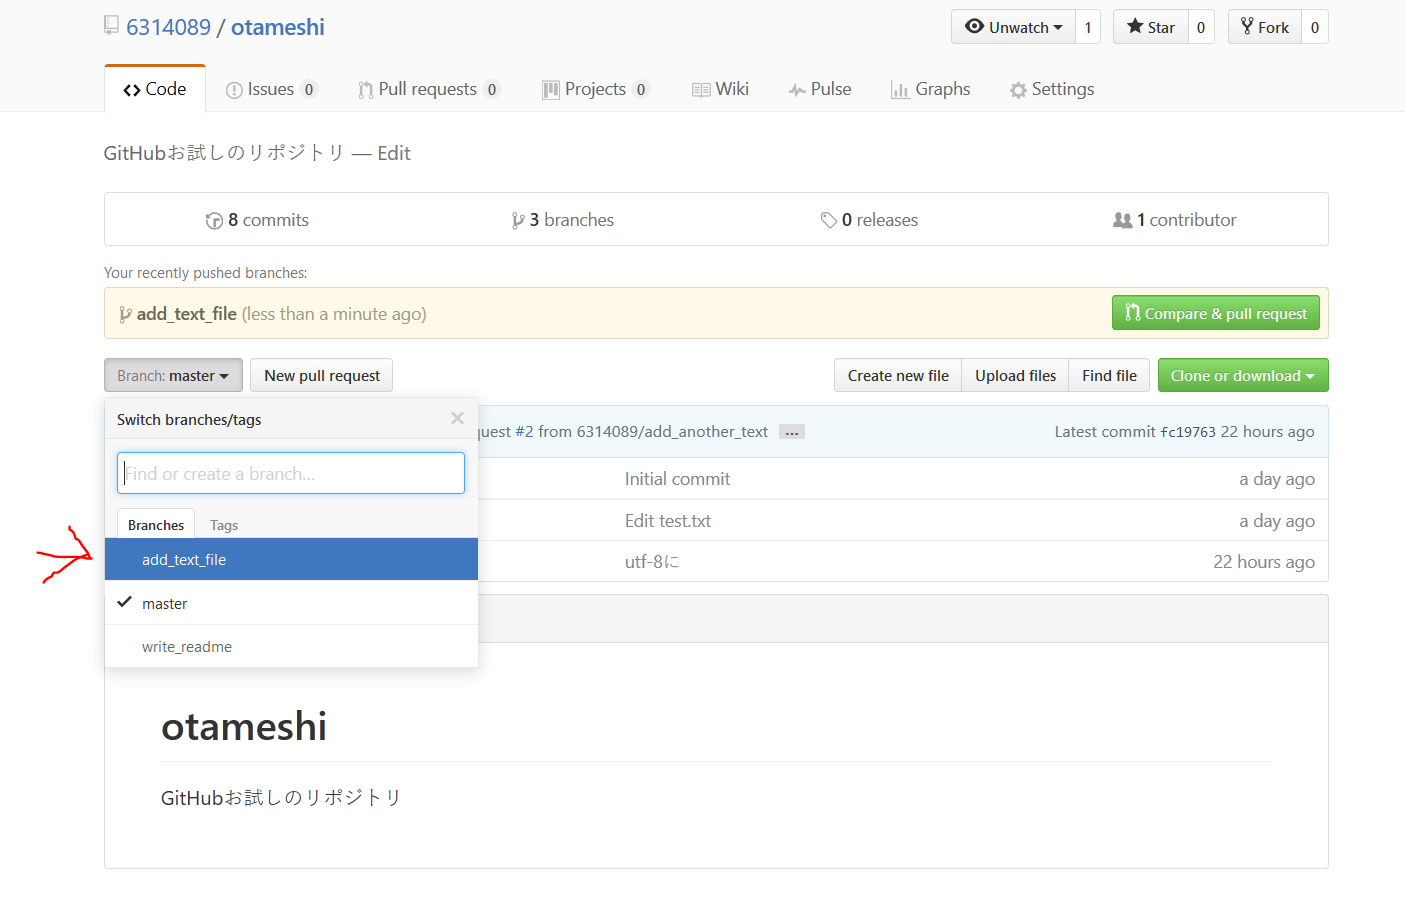 6314089 / otameshi
Unwatch 1 Star 0 Fork 0
Code Issues 0 Pull requests 0 Projects 0 Wiki Pulse Graphs Settings
GitHubお試しのリポジトリ — Edit
8 commits 3 branches 0 releases 1 contributor
Your recently pushed branches:
add_text_file (less than a minute ago) Compare & pull request
Branch: master New pull request Create new file Upload files Find file Clone or download
Switch branches/tags ×
#2 from 6314089/add_another_text … Latest commit fc19763 22 hours ago
Find or create a branch...
Initial commit a day ago
Branches Tags
Edit test.txt a day ago
add_text_file
utf-8に 22 hours ago
master
write_readme
otameshi
GitHubお試しのリポジトリ